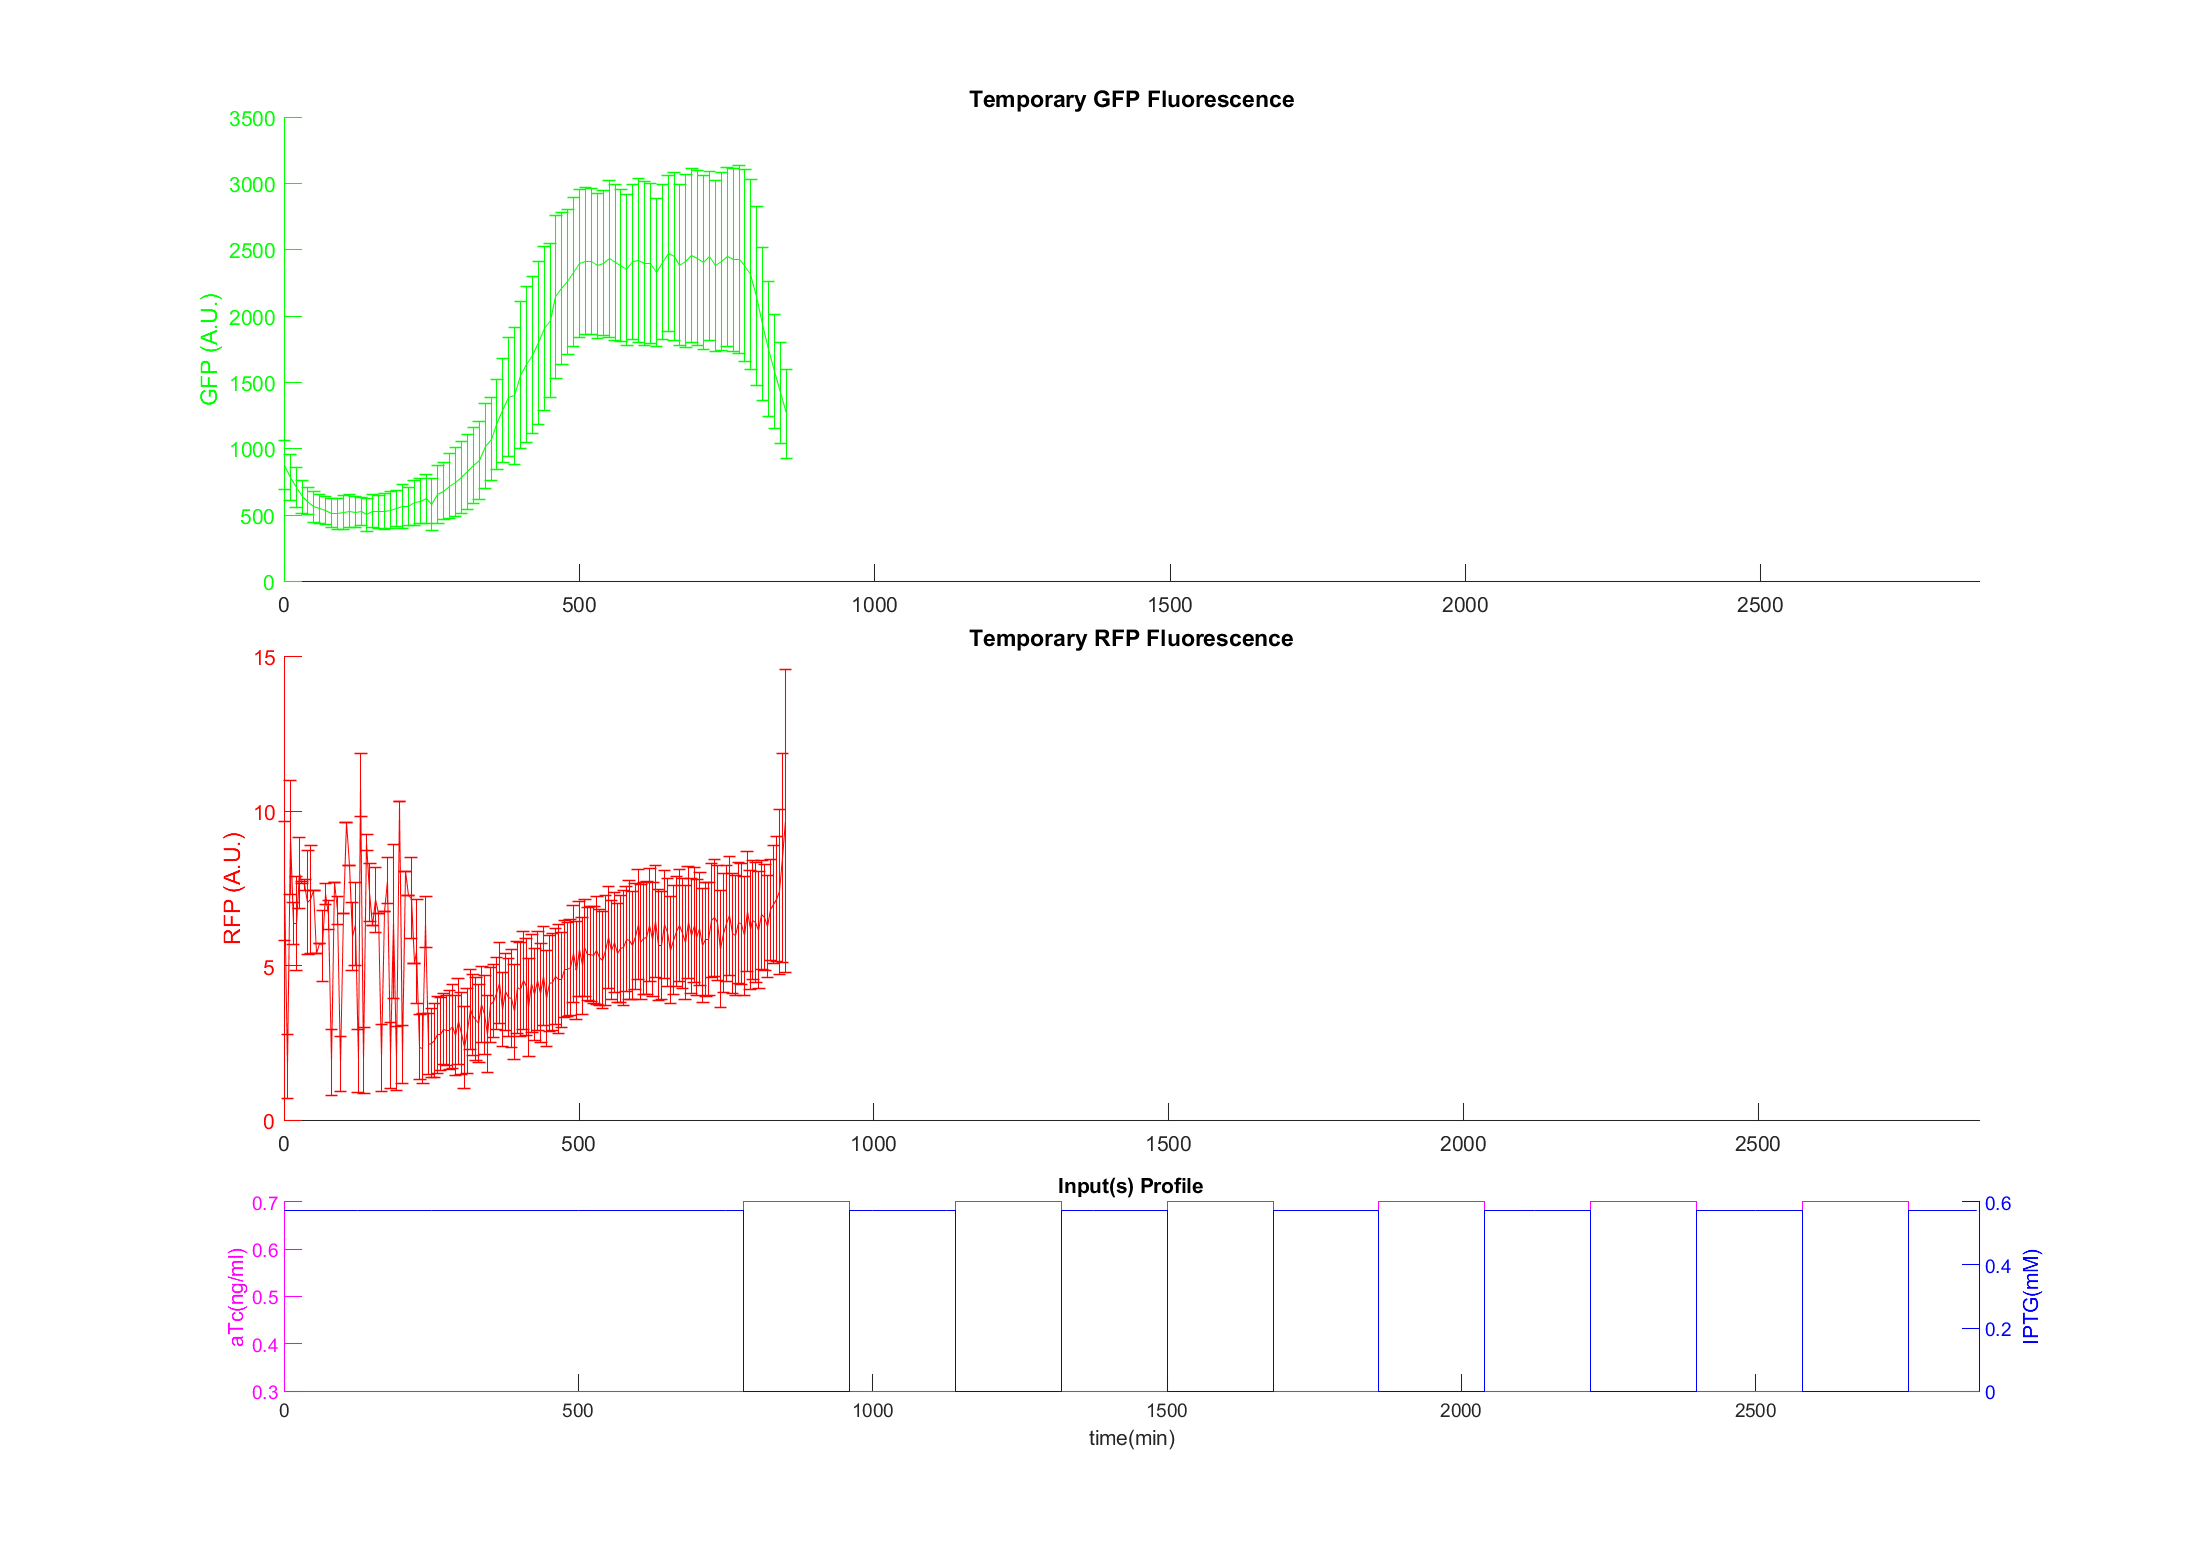 Temporary GFP Fluorescence
GFP (A.U.)
3500
3000
2500
2000
1500
1000
500
0
0 500 1000 1500 2000 2500
Temporary RFP Fluorescence
RFP (A.U.)
15
10
5
0
0 500 1000 1500 2000 2500
Input(s) Profile
aTc(ng/ml)
0.7
0.6
0.5
0.4
0.3
0.6
0.4
0.2
0
IPTG(mM)
0 500 1000 1500 2000 2500
time(min)